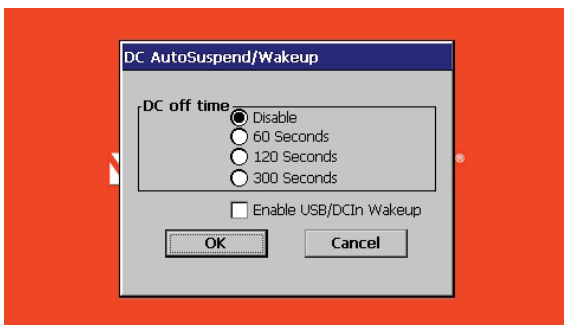 DC AutoSuspend/Wakeup
DC off time
Disable
60 Seconds
120 Seconds
300 Seconds
Enable USB/DCIn Wakeup
OK
Cancel
®